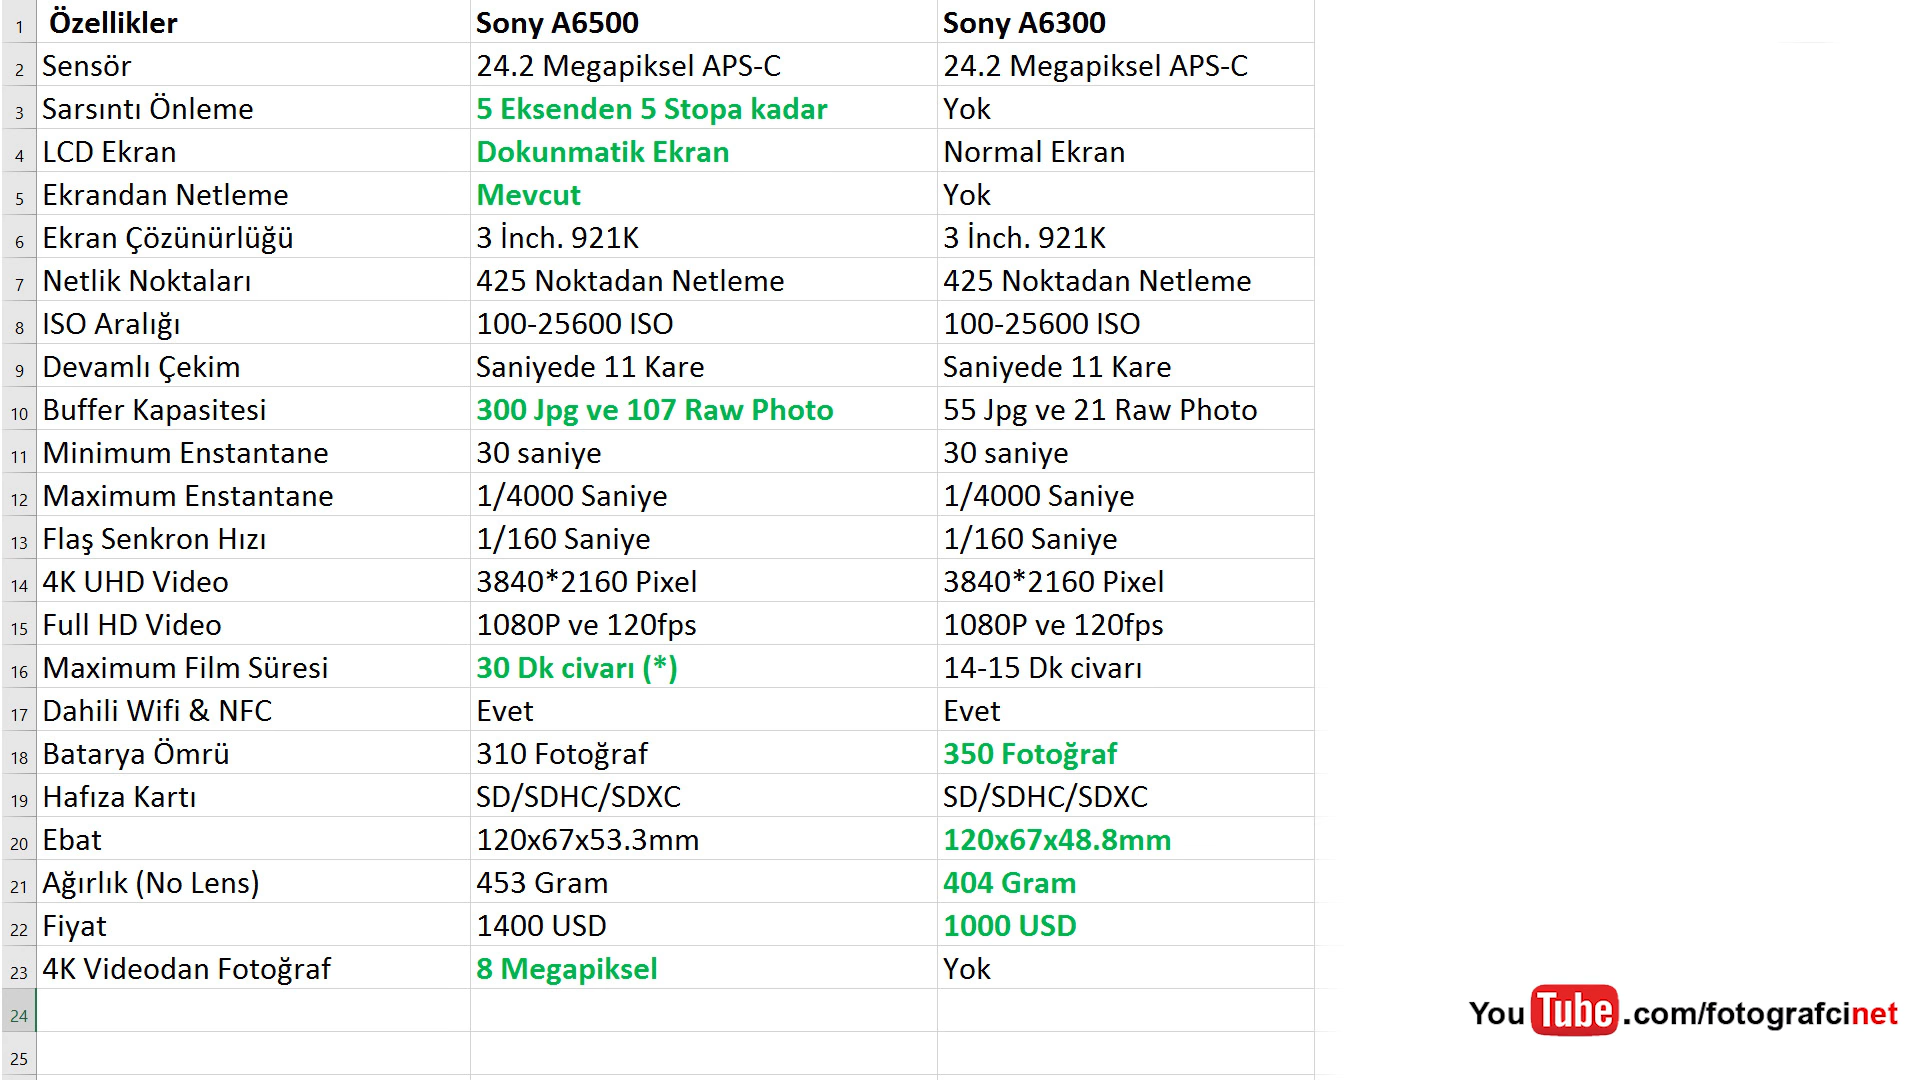 1 Özellikler Sony A6500 Sony A6300
2 Sensör 24.2 Megapiksel APS-C 24.2 Megapiksel APS-C
3 Sarsıntı Önleme 5 Eksenden 5 Stopa kadar Yok
4 LCD Ekran Dokunmatik Ekran Normal Ekran
5 Ekrandan Netleme Mevcut Yok
6 Ekran Çözünürlüğü 3 İnch. 921K 3 İnch. 921K
7 Netlik Noktaları 425 Noktadan Netleme 425 Noktadan Netleme
8 ISO Aralığı 100-25600 ISO 100-25600 ISO
9 Devamlı Çekim Saniyede 11 Kare Saniyede 11 Kare
10 Buffer Kapasitesi 300 Jpg ve 107 Raw Photo 55 Jpg ve 21 Raw Photo
11 Minimum Enstantane 30 saniye 30 saniye
12 Maximum Enstantane 1/4000 Saniye 1/4000 Saniye
13 Flaş Senkron Hızı 1/160 Saniye 1/160 Saniye
14 4K UHD Video 3840*2160 Pixel 3840*2160 Pixel
15 Full HD Video 1080P ve 120fps 1080P ve 120fps
16 Maximum Film Süresi 30 Dk civarı (*) 14-15 Dk civarı
17 Dahili Wifi & NFC Evet Evet
18 Batarya Ömrü 310 Fotoğraf 350 Fotoğraf
19 Hafıza Kartı SD/SDHC/SDXC SD/SDHC/SDXC
20 Ebat 120x67x53.3mm 120x67x48.8mm
21 Ağırlık (No Lens) 453 Gram 404 Gram
22 Fiyat 1400 USD 1000 USD
23 4K Videodan Fotoğraf 8 Megapiksel Yok
24
25
YouTube.com/fotografcinet